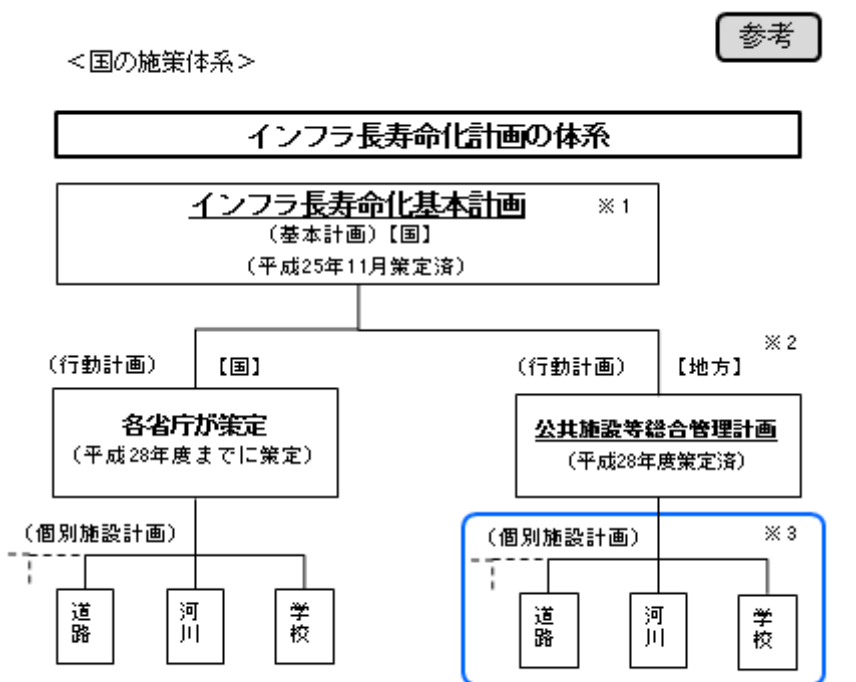 参考
＜国の施策体系＞
インフラ長寿命化計画の体系
インフラ長寿命化基本計画　※1
（基本計画）【国】
（平成25年11月策定済）
※2
（行動計画）　【国】
（行動計画）　【地方】
各省庁が策定
（平成28年度までに策定）
公共施設等総合管理計画
（平成28年度策定済）
（個別施設計画）
（個別施設計画）　※3
道路
河川
学校
道路
河川
学校